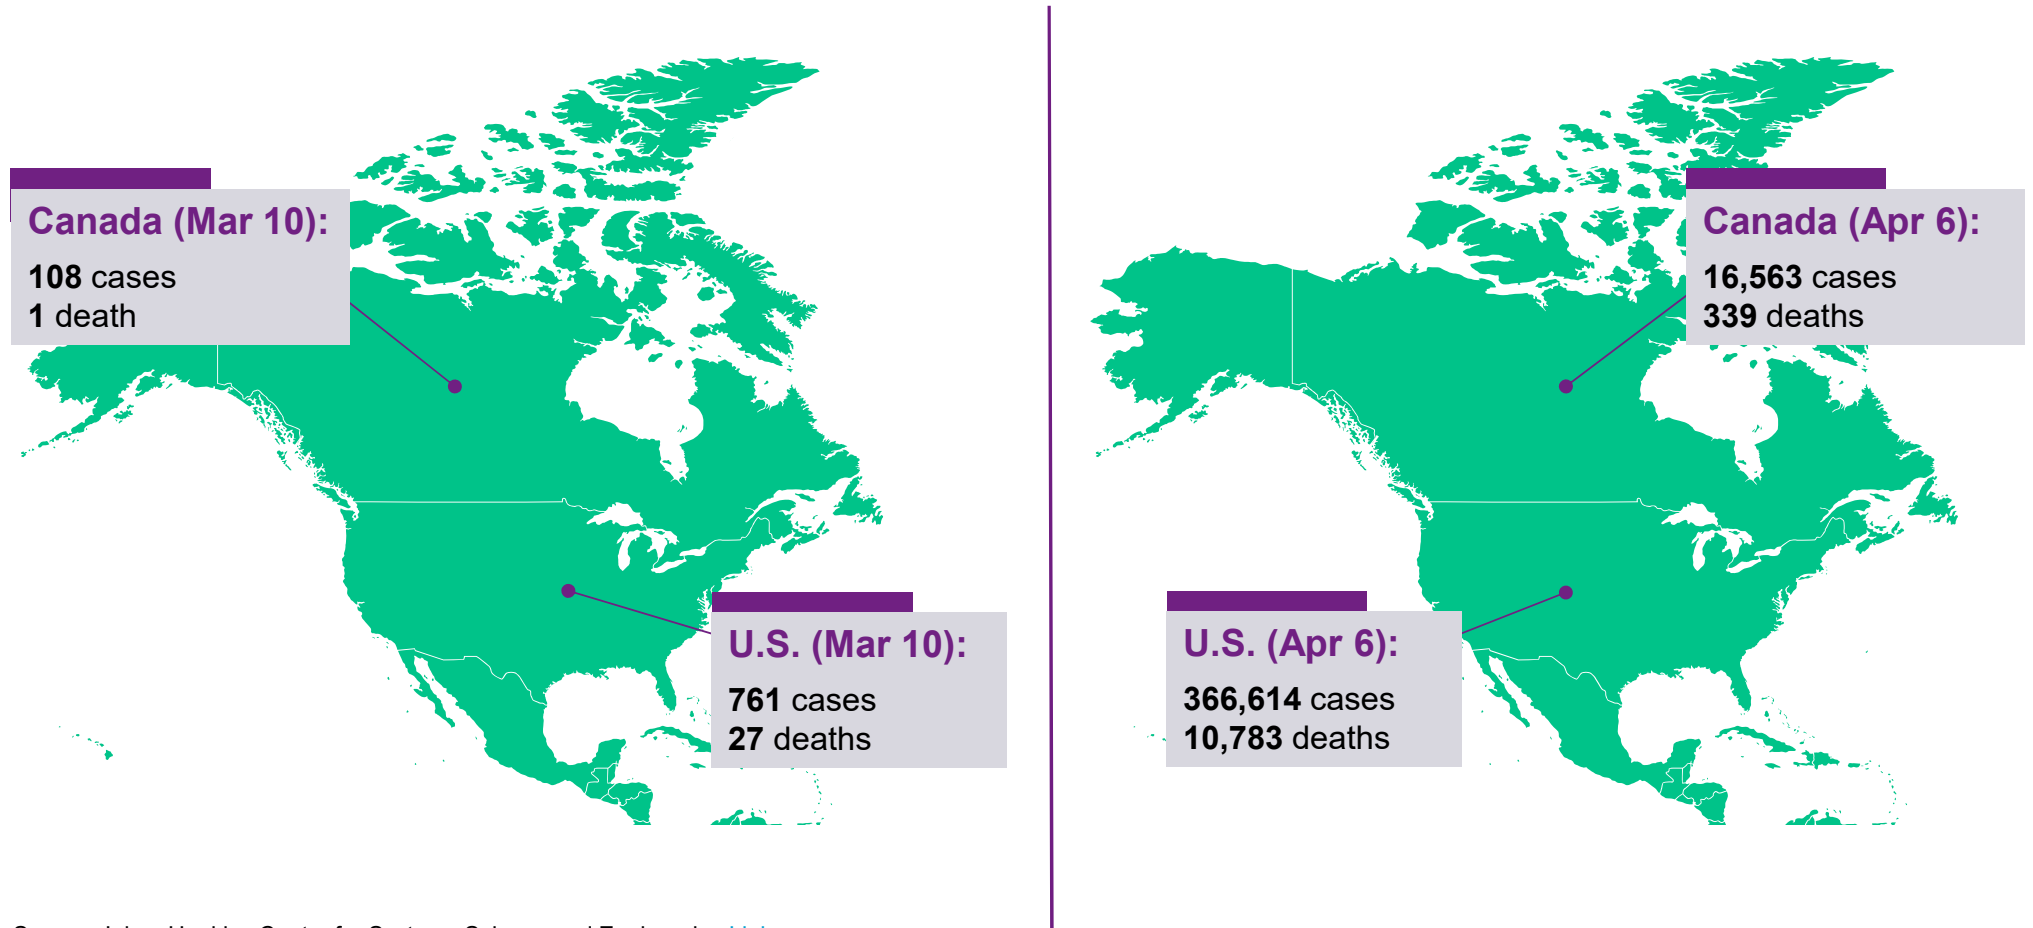 Canada (Mar 10):
108 cases
1 death
U.S. (Mar 10):
761 cases
27 deaths
Canada (Apr 6):
16,563 cases
339 deaths
U.S. (Apr 6):
366,614 cases
10,783 deaths